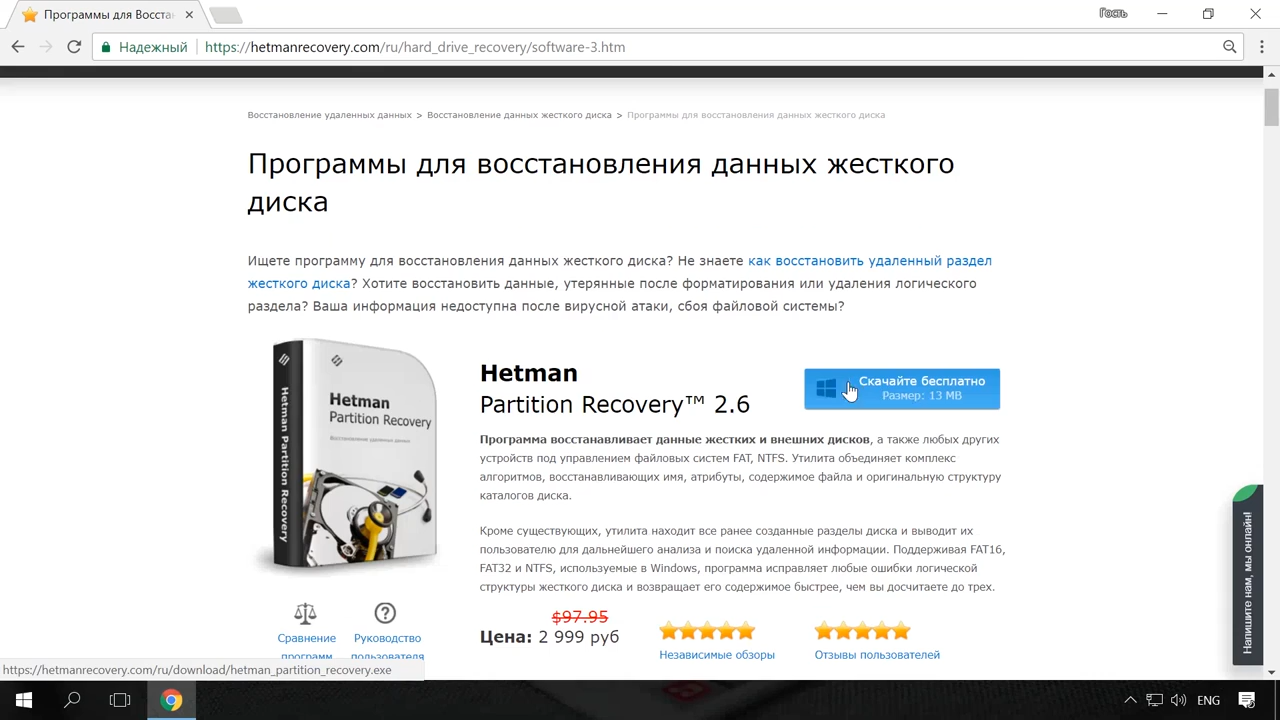 Программы для Восста
Гость
Надежный
https://hetmanrecovery.com/ru/hard_drive_recovery/software-3.htm
Восстановление удаленных данных > Восстановление данных жесткого диска > Программы для восстановления данных жесткого диска
Программы для восстановления данных жесткого
диска
Ищете программу для восстановления данных жесткого диска? Не знаете как восстановить удаленный раздел
жесткого диска? Хотите восстановить данные, утерянные после форматирования или удаления логического
раздела? Ваша информация недоступна после вирусной атаки, сбоя файловой системы?
Hetman Partition Recovery
Hetman
Partition Recovery
Восстановление удаленных данных
Hetman
Partition Recovery™ 2.6
Скачайте бесплатно
Размер: 13 MB
Программа восстанавливает данные жестких и внешних дисков, а также любых других
устройств под управлением файловых систем FAT, NTFS. Утилита объединяет комплекс
алгоритмов, восстанавливающих имя, атрибуты, содержимое файла и оригинальную структуру
каталогов диска.
Кроме существующих, утилита находит все ранее созданные разделы диска и выводит их
пользователю для дальнейшего анализа и поиска удаленной информации. Поддерживая FAT16,
FAT32 и NTFS, используемые в Windows, программа исправляет любые ошибки логической
структуры жесткого диска и возвращает его содержимое быстрее, чем вы досчитаете до трех.
$97.95
Цена: 2 999 руб
Независимые обзоры
Отзывы пользователей
Сравнение
программ
Руководство
пользователя
Напишите нам, мы онлайн!
https://hetmanrecovery.com/ru/download/hetman_partition_recovery.exe
ENG